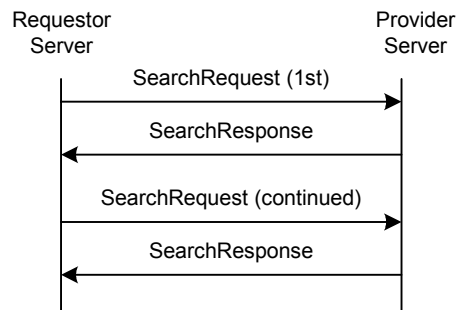 Requestor
Server
Provider
Server
SearchRequest (1st)
SearchResponse
SearchRequest (continued)
SearchResponse